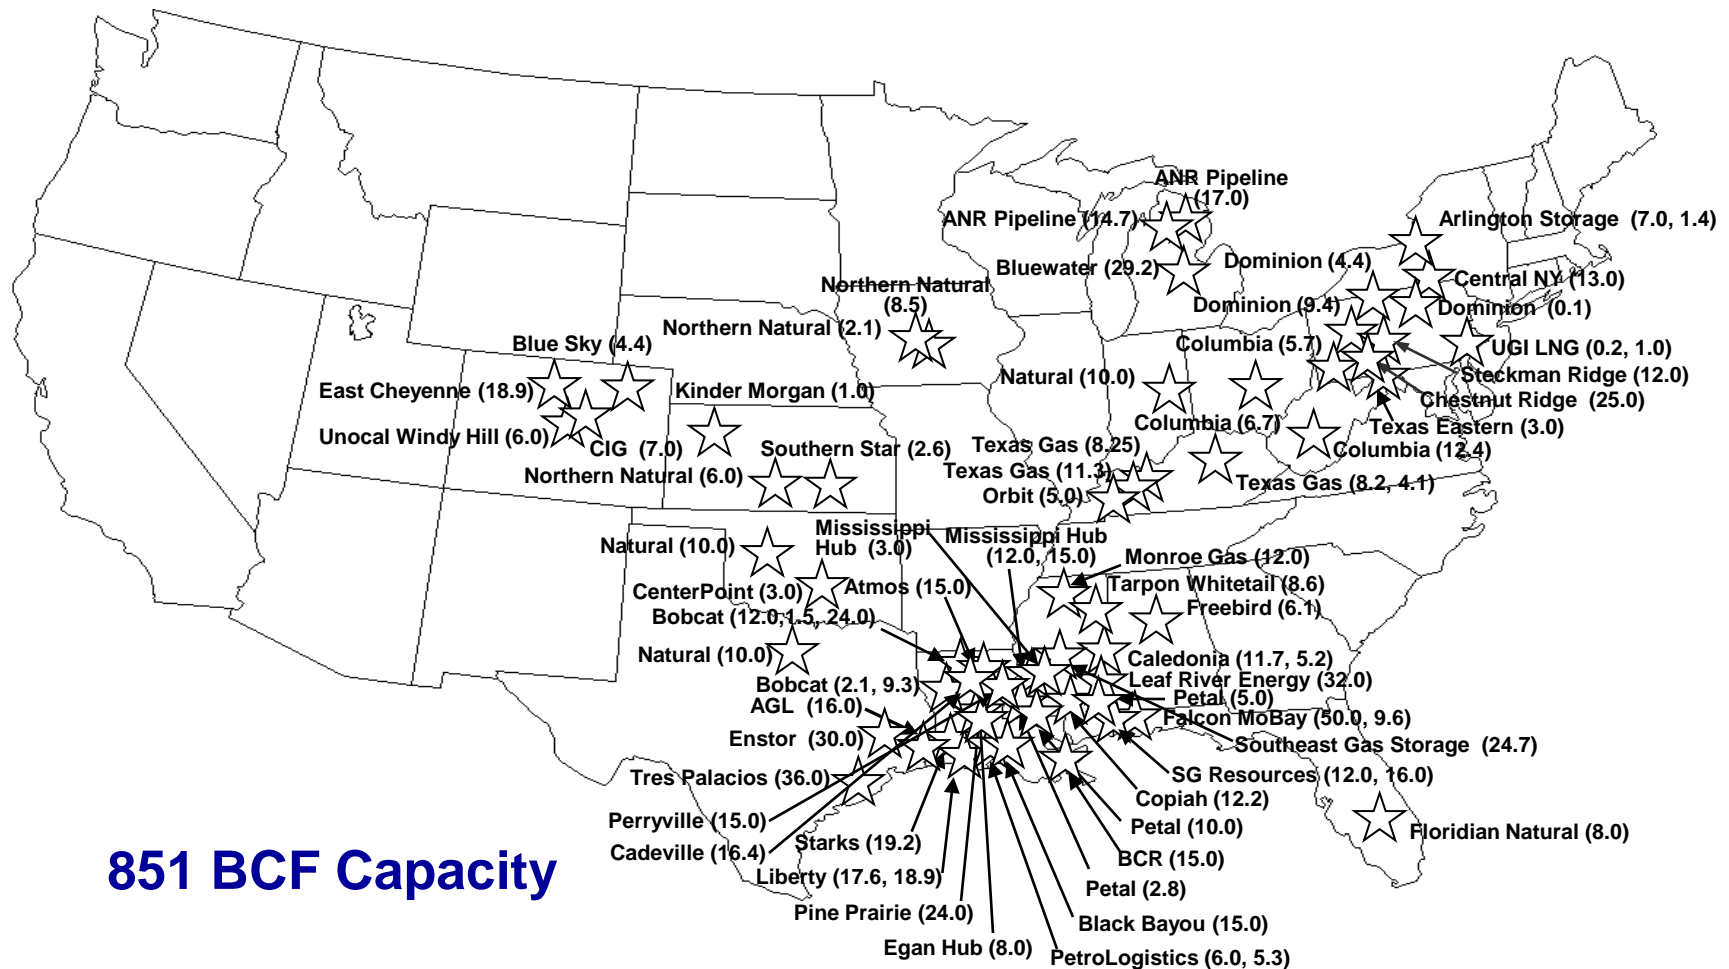 ANR Pipeline
(17.0)
ANR Pipeline (14.7)
Arlington Storage (7.0, 1.4)
Bluewater (29.2)
Dominion (4.4)
Central NY (13.0)
Northern Natural
(8.5)
Dominion (9.4)
Dominion (0.1)
Northern Natural (2.1)
Blue Sky (4.4)
Columbia (5.7)
UGI LNG (0.2, 1.0)
Steckman Ridge (12.0)
East Cheyenne (18.9)
Kinder Morgan (1.0)
Natural (10.0)
Chestnut Ridge (25.0)
Columbia (6.7)
Texas Eastern (3.0)
Unocal Windy Hill (6.0)
CIG (7.0)
Southern Star (2.6)
Texas Gas (8.25)
Columbia (12.4)
Northern Natural (6.0)
Texas Gas (11.3)
Texas Gas (8.2, 4.1)
Orbit (5.0)
Mississippi
Hub (3.0)
Mississippi Hub
(12.0, 15.0)
Natural (10.0)
Monroe Gas (12.0)
CenterPoint (3.0)
Atmos (15.0)
Tarpon Whitetail (8.6)
Freebird (6.1)
Bobcat (12.0,1.5, 24.0)
Natural (10.0)
Caledonia (11.7, 5.2)
Leaf River Energy (32.0)
Bobcat (2.1, 9.3)
Petal (5.0)
AGL (16.0)
Falcon MoBay (50.0, 9.6)
Enstor (30.0)
Southeast Gas Storage (24.7)
Tres Palacios (36.0)
SG Resources (12.0, 16.0)
Copiah (12.2)
Perryville (15.0)
Petal (10.0)
Floridian Natural (8.0)
Cadeville (16.4)
Starks (19.2)
BCR (15.0)
851 BCF Capacity
Liberty (17.6, 18.9)
Petal (2.8)
Pine Prairie (24.0)
Black Bayou (15.0)
Egan Hub (8.0)
PetroLogistics (6.0, 5.3)